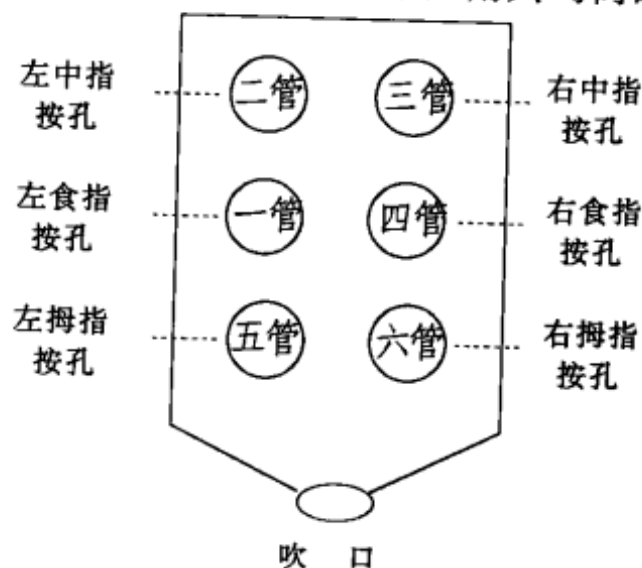 左中指
按孔
二管
三管
右中指
按孔
左食指
按孔
一管
四管
右食指
按孔
左拇指
按孔
五管
六管
右拇指
按孔
吹 口